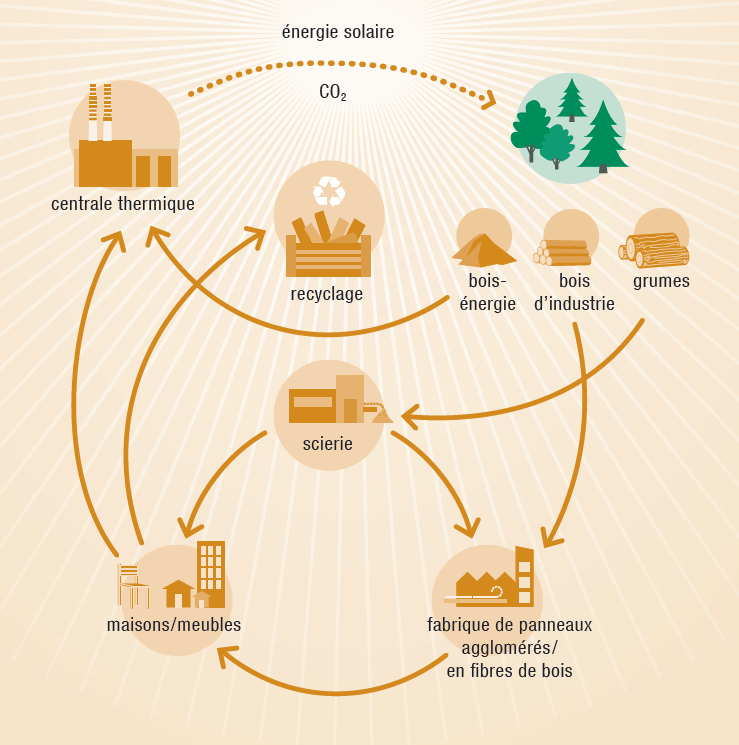 énergie solaire
CO₂
centrale thermique
recyclage
bois-
énergie
bois
d'industrie
grumes
scierie
maisons/meubles
fabrique de panneaux
agglomérés/
en fibres de bois